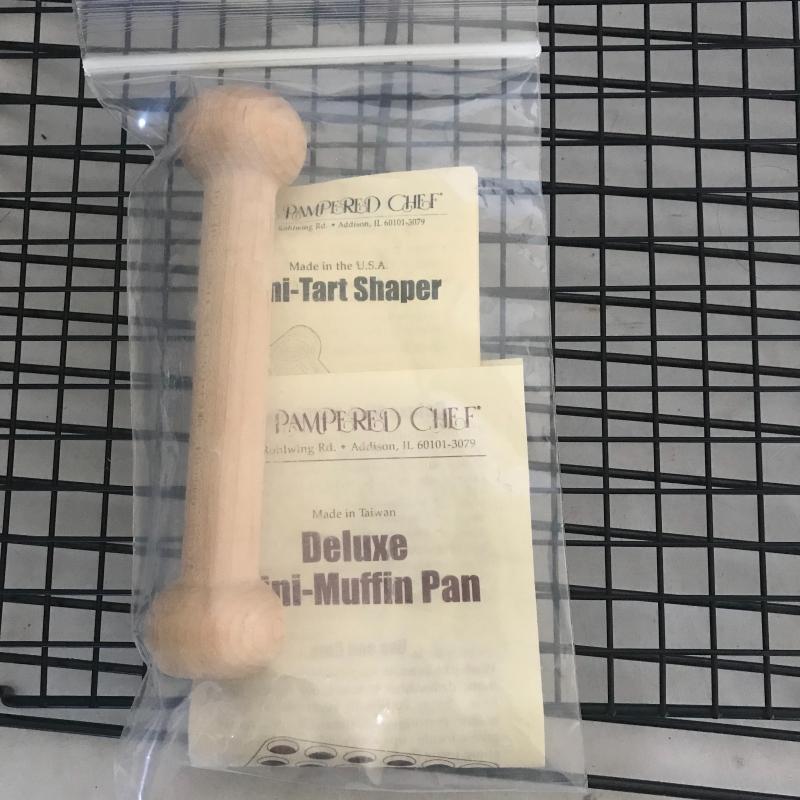 PAMPERED CHEF®
Rohlwing Rd. • Addison, IL 60101-3079
Made in the U.S.A.
ni-Tart Shaper
PAMPERED CHEF®
Rohlwing Rd. • Addison, IL 60101-3079
Made in Taiwan
Deluxe
ini-Muffin Pan